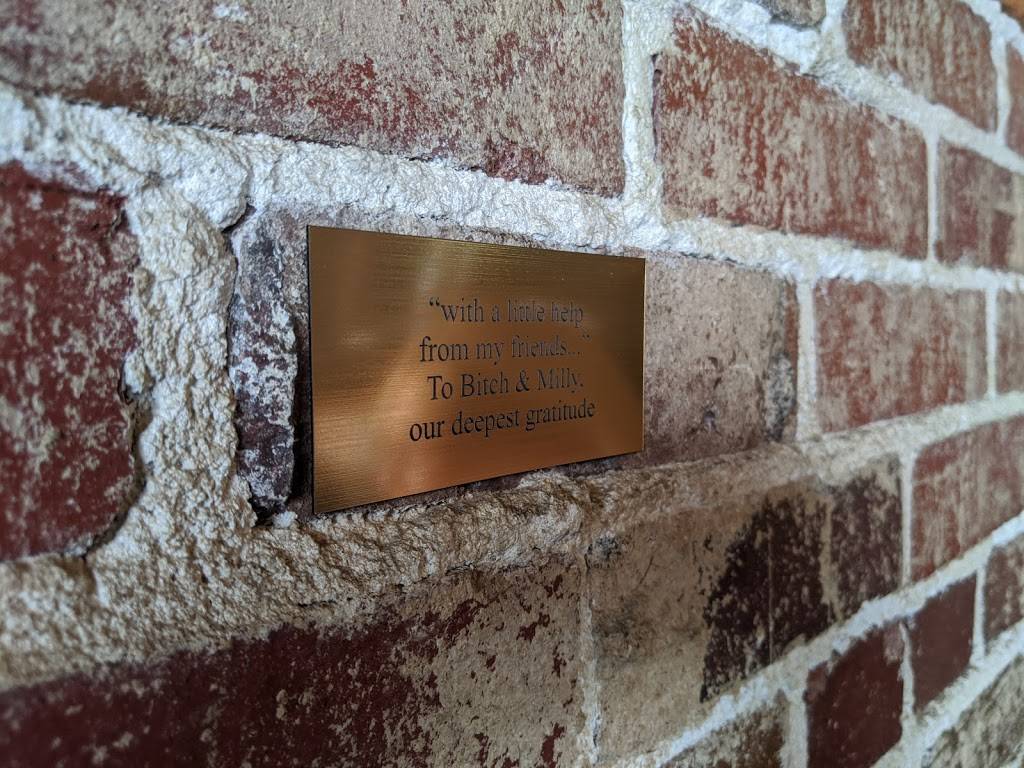 “with a little help
from my friends...”
To Bitch & Milly,
our deepest gratitude